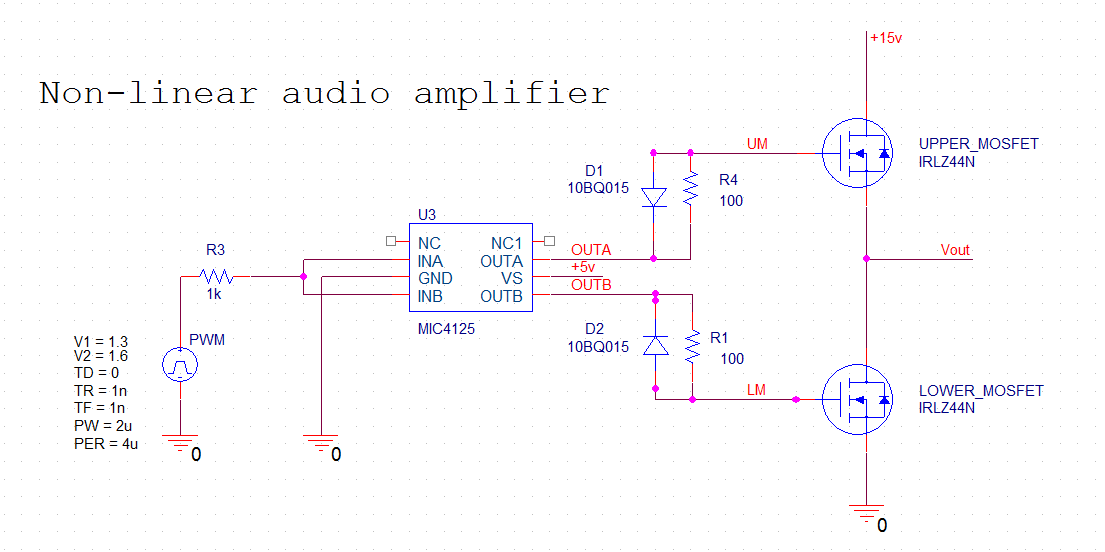 Non-linear audio amplifier
+15v
UM
UPPER_MOSFET
IRLZ44N
D1
10BQ015
R4
100
U3
NC
INA
GND
INB
NC1
OUTA
VS
OUTB
MIC4125
OUTA
+5v
OUTB
R3
1k
Vout
D2
10BQ015
R1
100
LM
LOWER_MOSFET
IRLZ44N
PWM
V1 = 1.3
V2 = 1.6
TD = 0
TR = 1n
TF = 1n
PW = 2u
PER = 4u
0
0
0